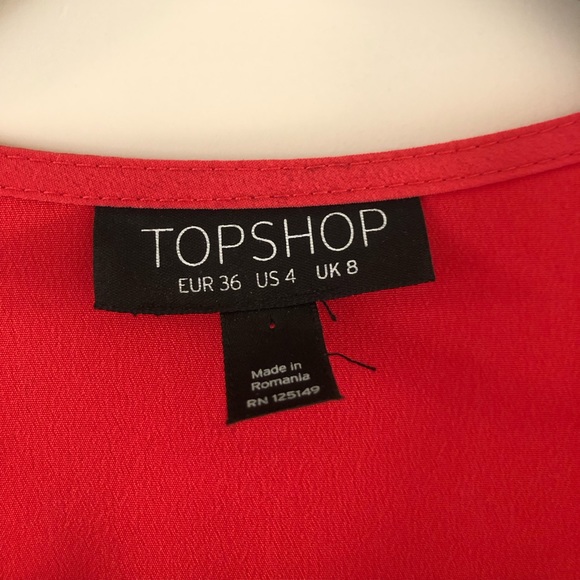 TOPSHOP
EUR 36 US 4 UK 8
Made in
Romania
RN 125149